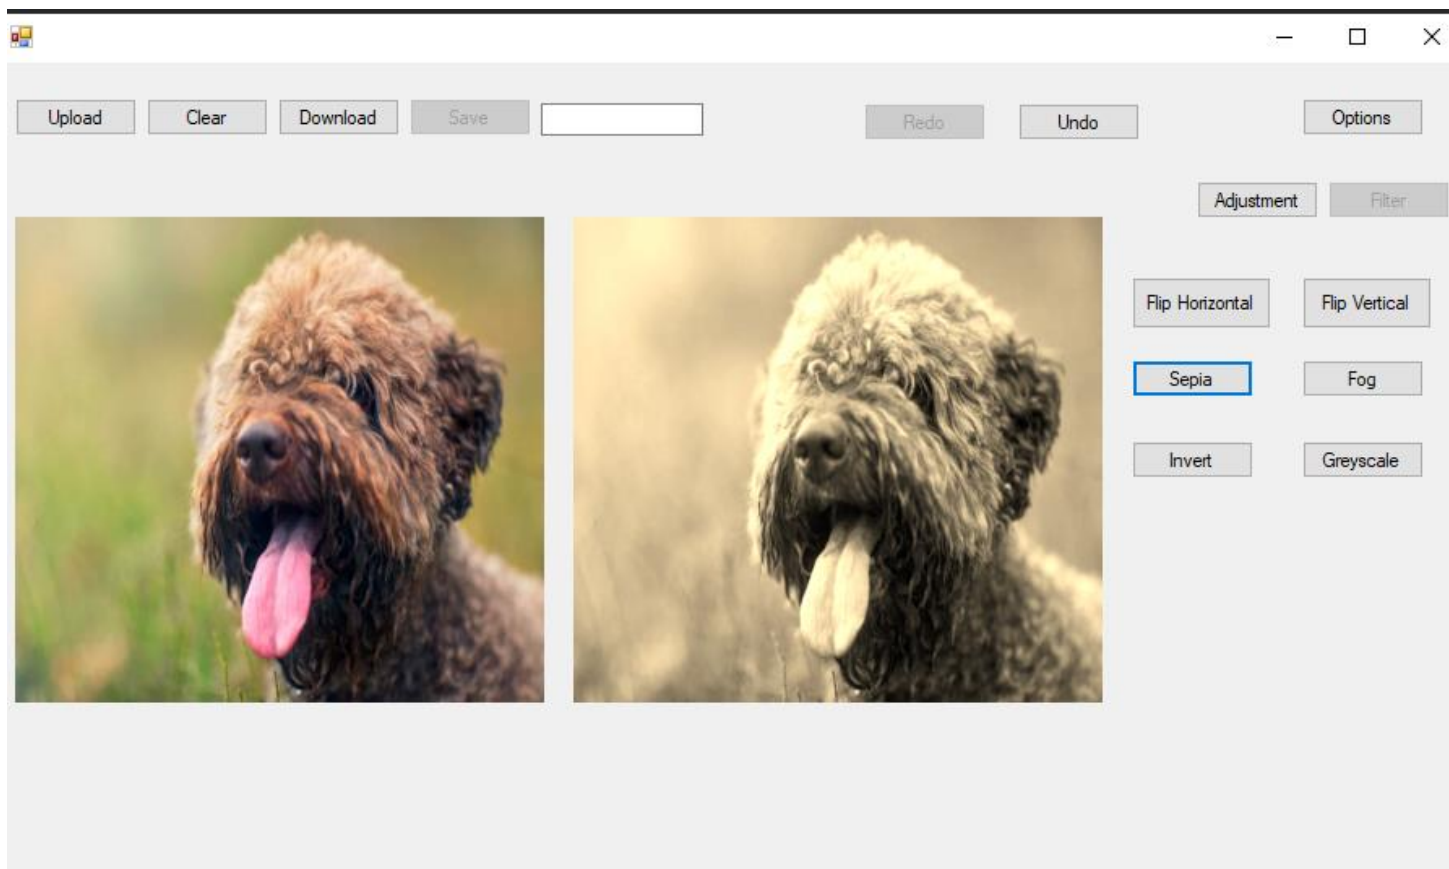 Upload Clear Download Save Redo Undo Options
Adjustment Filter
Flip Horizontal Flip Vertical
Sepia Fog
Invert Greyscale